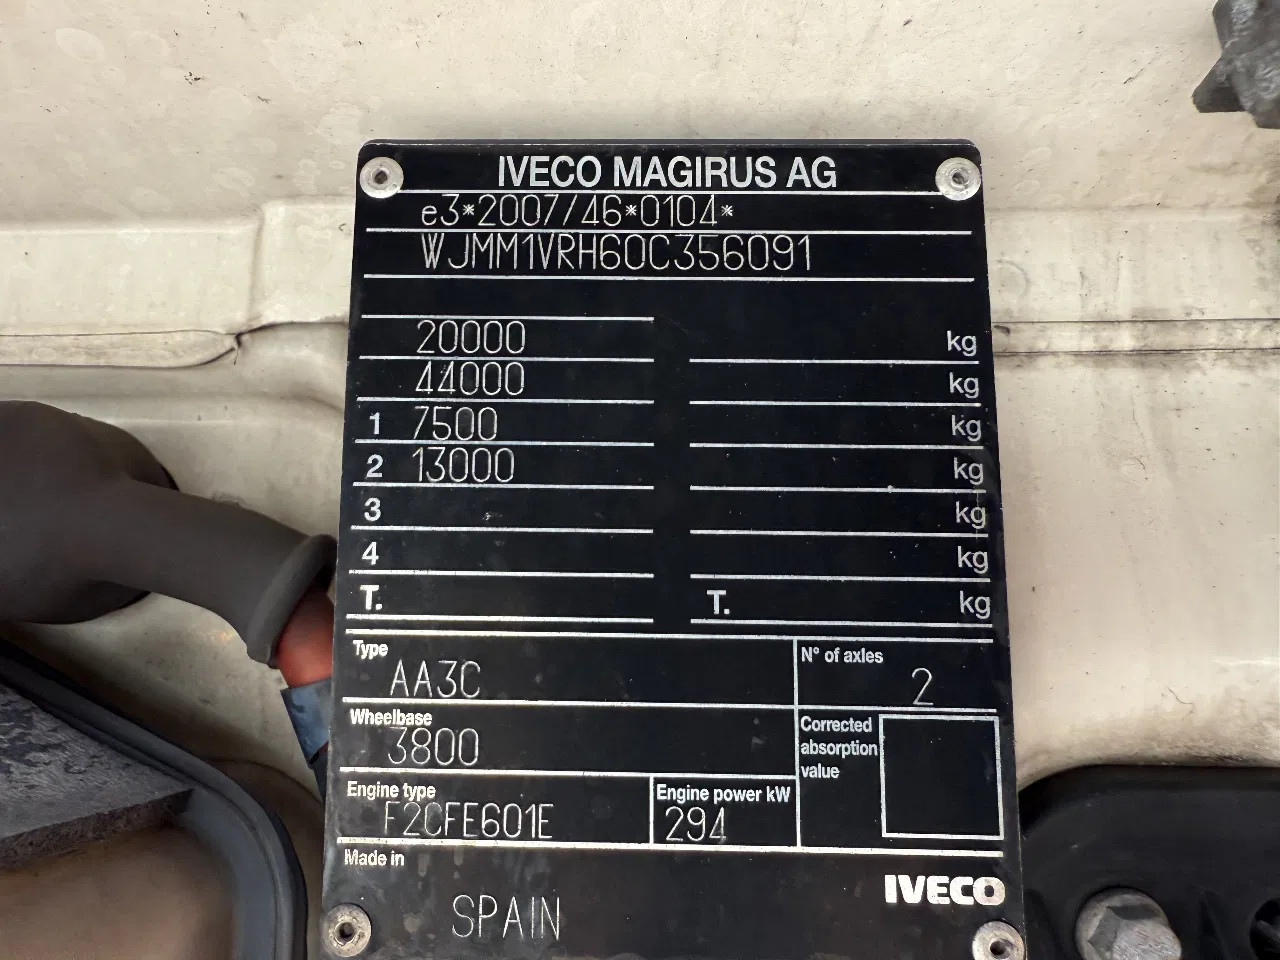 IVECO MAGIRUS AG
e3*2007/46*0104*
WJMM1VRH60C356091
20000 kg
44000 kg
1 7500 kg
2 13000 kg
3 kg
4 kg
T. T. kg
Type AA3C
N° of axles 2
Wheelbase 3800
Corrected absorption value
Engine type F2CFE601E
Engine power kW 294
Made in SPAIN
IVECO